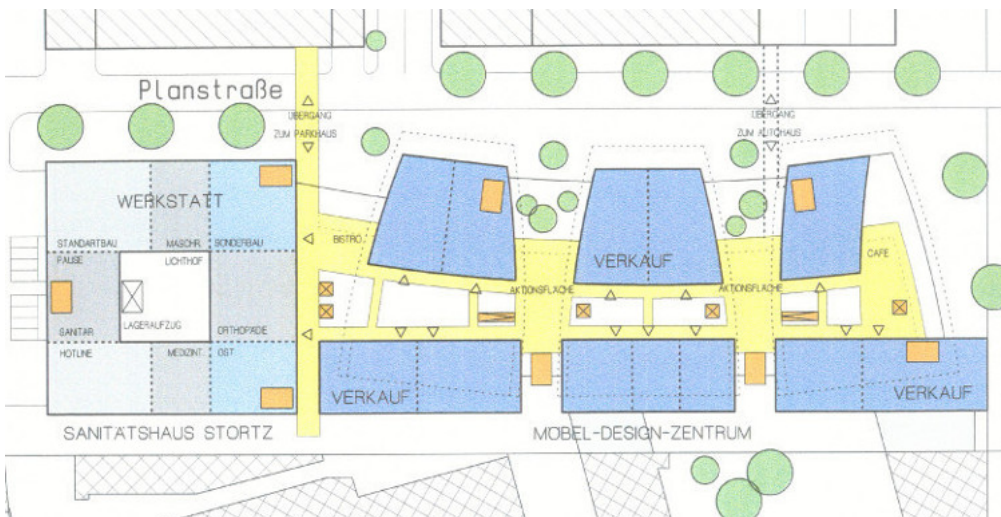 Planstraße
ÜBERGANG
ZUM PARKHAUS
ÜBERGANG
ZUM AUTOHAUS
WERKSTATT
STANDARTBAU
MASCHR.
SONDERBAU
BISTRO
VERKAUF
CAFE
PAUSE
LICHTHOF
AKTIONSFLÄCHE
AKTIONSFLÄCHE
LAGERAUFZUG
SANITÄR
ORTHOPÄDIE
HOTLINE
MEDIZINT.
OST
VERKAUF
VERKAUF
SANITÄTSHAUS STORTZ
MÖBEL-DESIGN-ZENTRUM